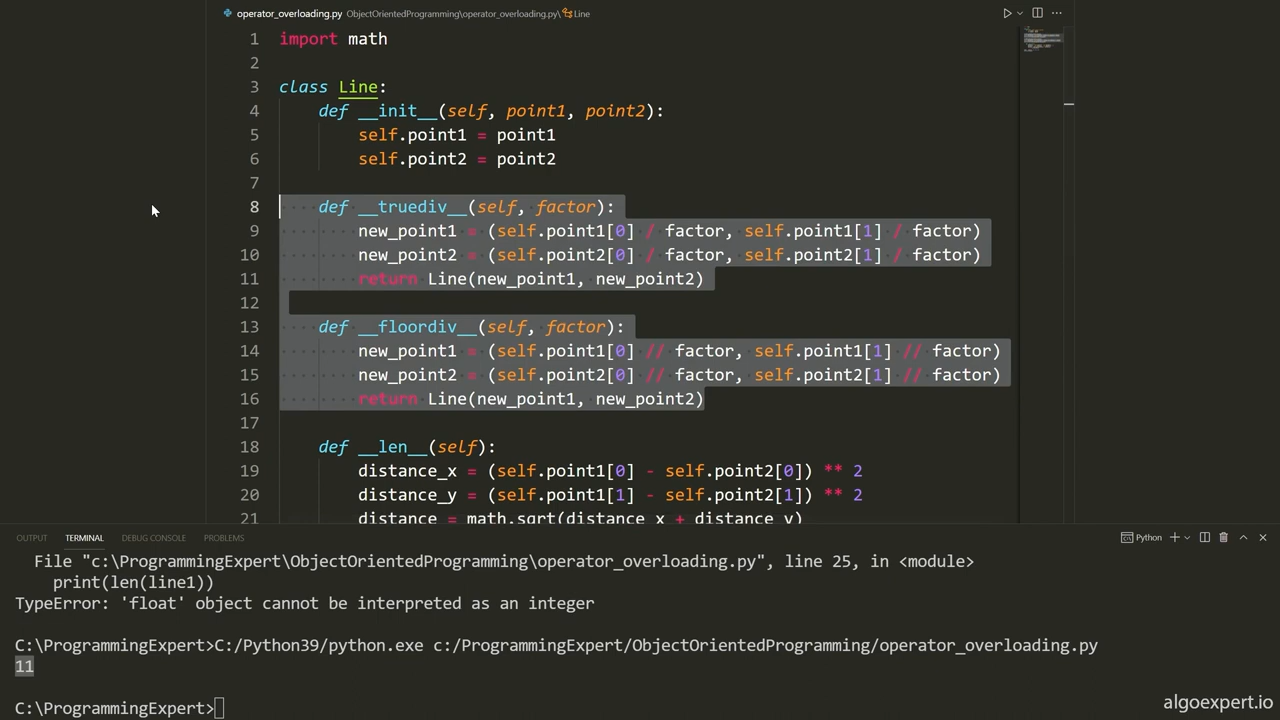 operator_overloading.py ObjectOrientedProgramming\operator_overloading.py\Line
1 import math
2
3 class Line:
4 def __init__(self, point1, point2):
5 self.point1 = point1
6 self.point2 = point2
7
8 def __truediv__(self, factor):
9 new_point1 = (self.point1[0] / factor, self.point1[1] / factor)
10 new_point2 = (self.point2[0] / factor, self.point2[1] / factor)
11 return Line(new_point1, new_point2)
12
13 def __floordiv__(self, factor):
14 new_point1 = (self.point1[0] // factor, self.point1[1] // factor)
15 new_point2 = (self.point2[0] // factor, self.point2[1] // factor)
16 return Line(new_point1, new_point2)
17
18 def __len__(self):
19 distance_x = (self.point1[0] - self.point2[0]) ** 2
20 distance_y = (self.point1[1] - self.point2[1]) ** 2
21 distance = math.sqrt(distance_x + distance_y)
OUTPUT TERMINAL DEBUG CONSOLE PROBLEMS Python
File "c:\ProgrammingExpert\ObjectOrientedProgramming\operator_overloading.py", line 25, in <module>
print(len(line1))
TypeError: 'float' object cannot be interpreted as an integer
C:\ProgrammingExpert>C:/Python39/python.exe c:/ProgrammingExpert/ObjectOrientedProgramming/operator_overloading.py
11
C:\ProgrammingExpert>
algoexpert.io